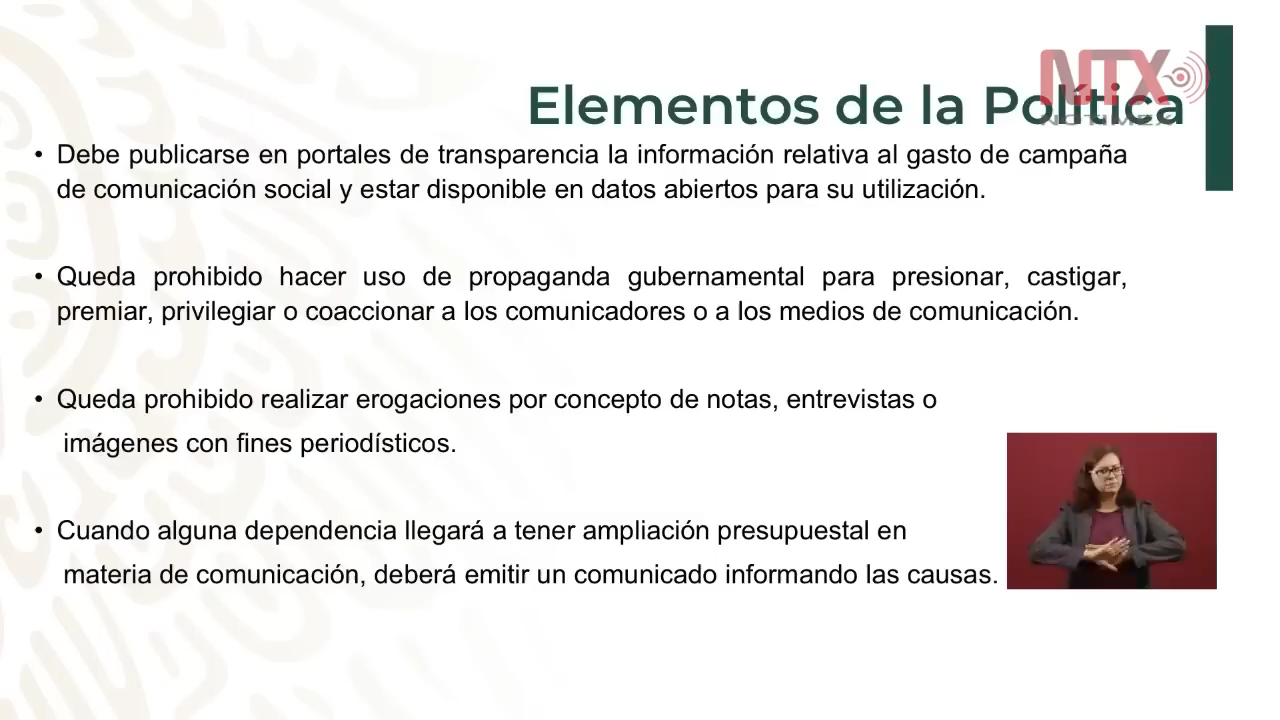 Elementos de la Política
NTX
NOTIMEX
• Debe publicarse en portales de transparencia la información relativa al gasto de campaña
de comunicación social y estar disponible en datos abiertos para su utilización.
• Queda prohibido hacer uso de propaganda gubernamental para presionar, castigar,
premiar, privilegiar o coaccionar a los comunicadores o a los medios de comunicación.
• Queda prohibido realizar erogaciones por concepto de notas, entrevistas o
imágenes con fines periodísticos.
• Cuando alguna dependencia llegará a tener ampliación presupuestal en
materia de comunicación, deberá emitir un comunicado informando las causas.